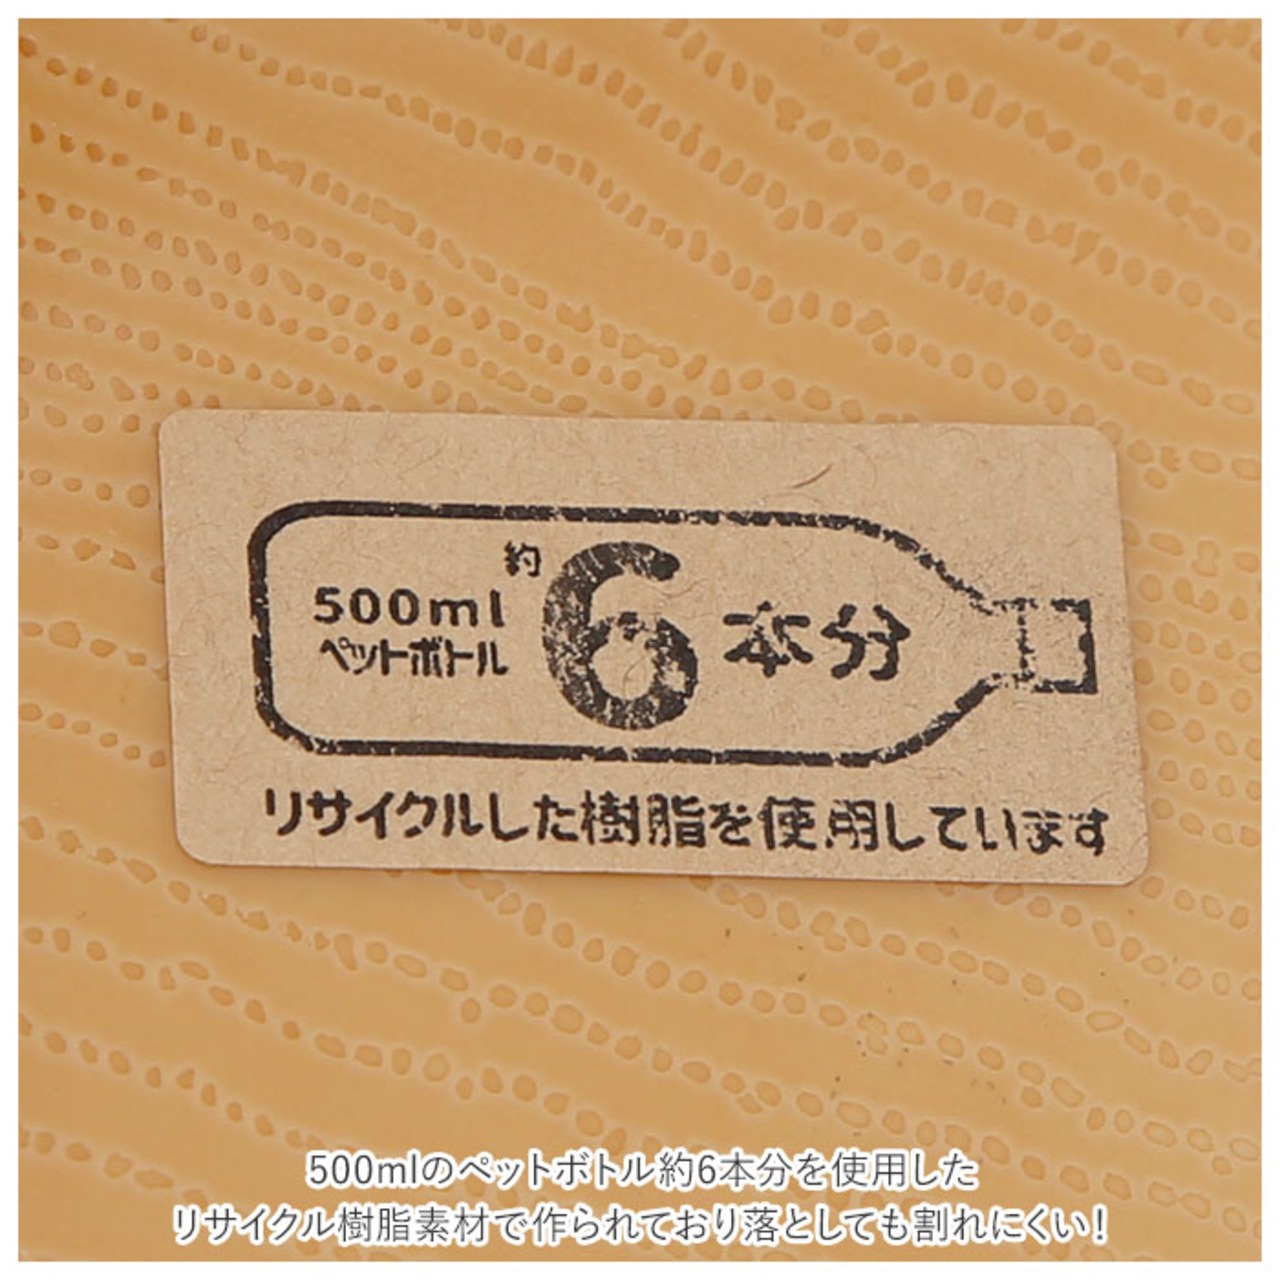 約
500ml
6本分
ペットボトル
リサイクルした樹脂を使用しています
500mlのペットボトル約6本分を使用した
リサイクル樹脂素材で作られており落としても割れにくい！